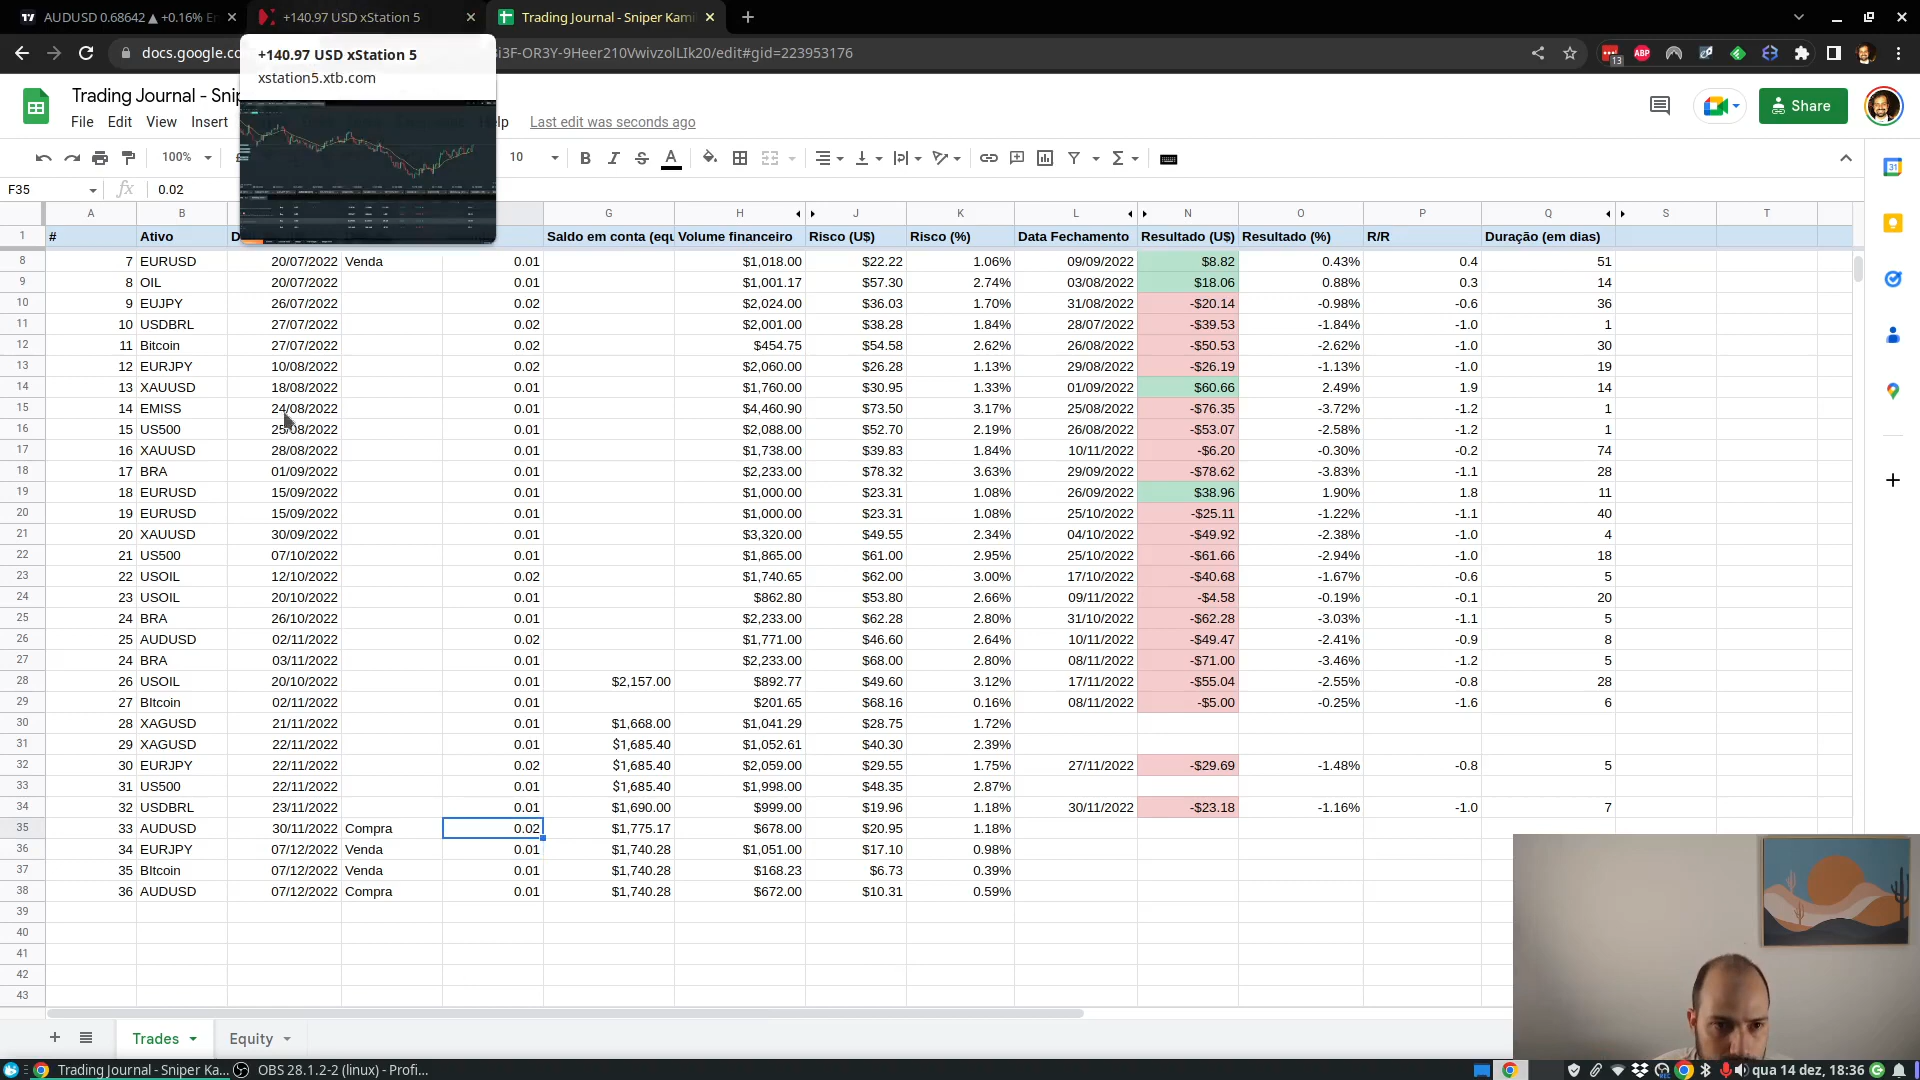 AUDUSD 0.68642 ▲ +0.16%
+140.97 USD xStation 5
Trading Journal - Sniper Kami
docs.google.co
i3F-OR3Y-9Heer210VwivzolLIk20/edit#gid=223953176
+140.97 USD xStation 5
xstation5.xtb.com
Trading Journal - Snip
File Edit View Insert
Last edit was seconds ago
Share
100%
10
F35
0.02
A B G H J K L N O P Q S T
1 # Ativo Saldo em conta (equ Volume financeiro Risco (U$) Risco (%) Data Fechamento Resultado (U$) Resultado (%) R/R Duração (em dias)
8 7 EURUSD 20/07/2022 Venda 0.01 $1,018.00 $22.22 1.06% 09/09/2022 $8.82 0.43% 0.4 51
9 8 OIL 20/07/2022 0.01 $1,001.17 $57.30 2.74% 03/08/2022 $18.06 0.88% 0.3 14
10 9 EUJPY 26/07/2022 0.02 $2,024.00 $36.03 1.70% 31/08/2022 -$20.14 -0.98% -0.6 36
11 10 USDBRL 27/07/2022 0.02 $2,001.00 $38.28 1.84% 28/07/2022 -$39.53 -1.84% -1.0 1
12 11 Bitcoin 27/07/2022 0.02 $454.75 $54.58 2.62% 26/08/2022 -$50.53 -2.62% -1.0 30
13 12 EURJPY 10/08/2022 0.02 $2,060.00 $26.28 1.13% 29/08/2022 -$26.19 -1.13% -1.0 19
14 13 XAUUSD 18/08/2022 0.01 $1,760.00 $30.95 1.33% 01/09/2022 $60.66 2.49% 1.9 14
15 14 EMISS 24/08/2022 0.01 $4,460.90 $73.50 3.17% 25/08/2022 -$76.35 -3.72% -1.2 1
16 15 US500 25/08/2022 0.01 $2,088.00 $52.70 2.19% 26/08/2022 -$53.07 -2.58% -1.2 1
17 16 XAUUSD 28/08/2022 0.01 $1,738.00 $39.83 1.84% 10/11/2022 -$6.20 -0.30% -0.2 74
18 17 BRA 01/09/2022 0.01 $2,233.00 $78.32 3.63% 29/09/2022 -$78.62 -3.83% -1.1 28
19 18 EURUSD 15/09/2022 0.01 $1,000.00 $23.31 1.08% 26/09/2022 $38.96 1.90% 1.8 11
20 19 EURUSD 15/09/2022 0.01 $1,000.00 $23.31 1.08% 25/10/2022 -$25.11 -1.22% -1.1 40
21 20 XAUUSD 30/09/2022 0.01 $3,320.00 $49.55 2.34% 04/10/2022 -$49.92 -2.38% -1.0 4
22 21 US500 07/10/2022 0.01 $1,865.00 $61.00 2.95% 25/10/2022 -$61.66 -2.94% -1.0 18
23 22 USOIL 12/10/2022 0.02 $1,740.65 $62.00 3.00% 17/10/2022 -$40.68 -1.67% -0.6 5
24 23 USOIL 20/10/2022 0.01 $862.80 $53.80 2.66% 09/11/2022 -$4.58 -0.19% -0.1 20
25 24 BRA 26/10/2022 0.01 $2,233.00 $62.28 2.80% 31/10/2022 -$62.28 -3.03% -1.1 5
26 25 AUDUSD 02/11/2022 0.02 $1,771.00 $46.60 2.64% 10/11/2022 -$49.47 -2.41% -0.9 8
27 24 BRA 03/11/2022 0.01 $2,233.00 $68.00 2.80% 08/11/2022 -$71.00 -3.46% -1.2 5
28 26 USOIL 20/10/2022 0.01 $2,157.00 $892.77 $49.60 3.12% 17/11/2022 -$55.04 -2.55% -0.8 28
29 27 BItcoin 02/11/2022 0.01 $201.65 $68.16 0.16% 08/11/2022 -$5.00 -0.25% -1.6 6
30 28 XAGUSD 21/11/2022 0.01 $1,668.00 $1,041.29 $28.75 1.72%
31 29 XAGUSD 22/11/2022 0.01 $1,685.40 $1,052.61 $40.30 2.39%
32 30 EURJPY 22/11/2022 0.02 $1,685.40 $2,059.00 $29.55 1.75% 27/11/2022 -$29.69 -1.48% -0.8 5
33 31 US500 22/11/2022 0.01 $1,685.40 $1,998.00 $48.35 2.87%
34 32 USDBRL 23/11/2022 0.01 $1,690.00 $999.00 $19.96 1.18% 30/11/2022 -$23.18 -1.16% -1.0 7
35 33 AUDUSD 30/11/2022 Compra 0.02 $1,775.17 $678.00 $20.95 1.18%
36 34 EURJPY 07/12/2022 Venda 0.01 $1,740.28 $1,051.00 $17.10 0.98%
37 35 BItcoin 07/12/2022 Venda 0.01 $1,740.28 $168.23 $6.73 0.39%
38 36 AUDUSD 07/12/2022 Compra 0.01 $1,740.28 $672.00 $10.31 0.59%
39
40
41
42
43
Trades Equity
Trading Journal - Sniper Ka...
OBS 28.1.2-2 (linux) - Profi...
qua 14 dez, 18:36